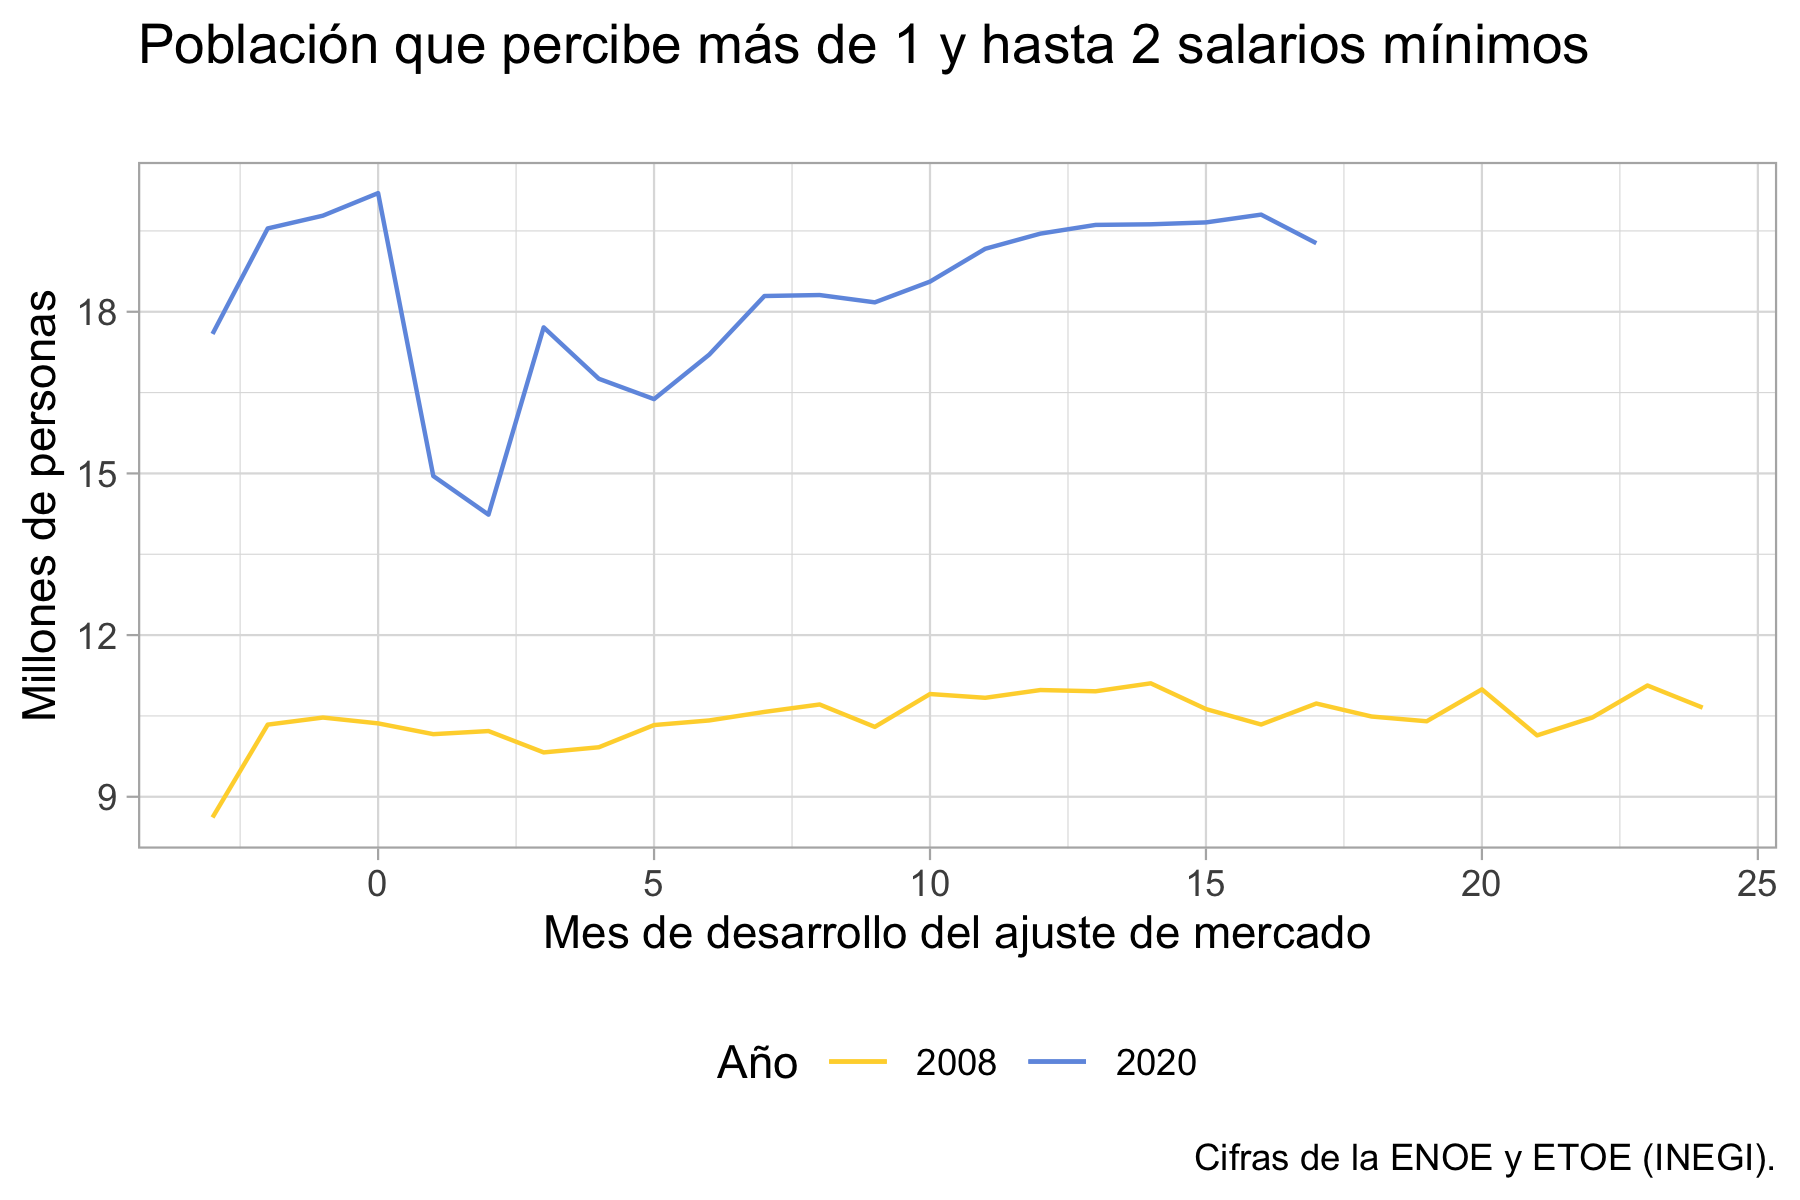 Población que percibe más de 1 y hasta 2 salarios mínimos
Millones de personas
18
15
12
9
0 5 10 15 20 25
Mes de desarrollo del ajuste de mercado
Año 2008 2020
Cifras de la ENOE y ETOE (INEGI).